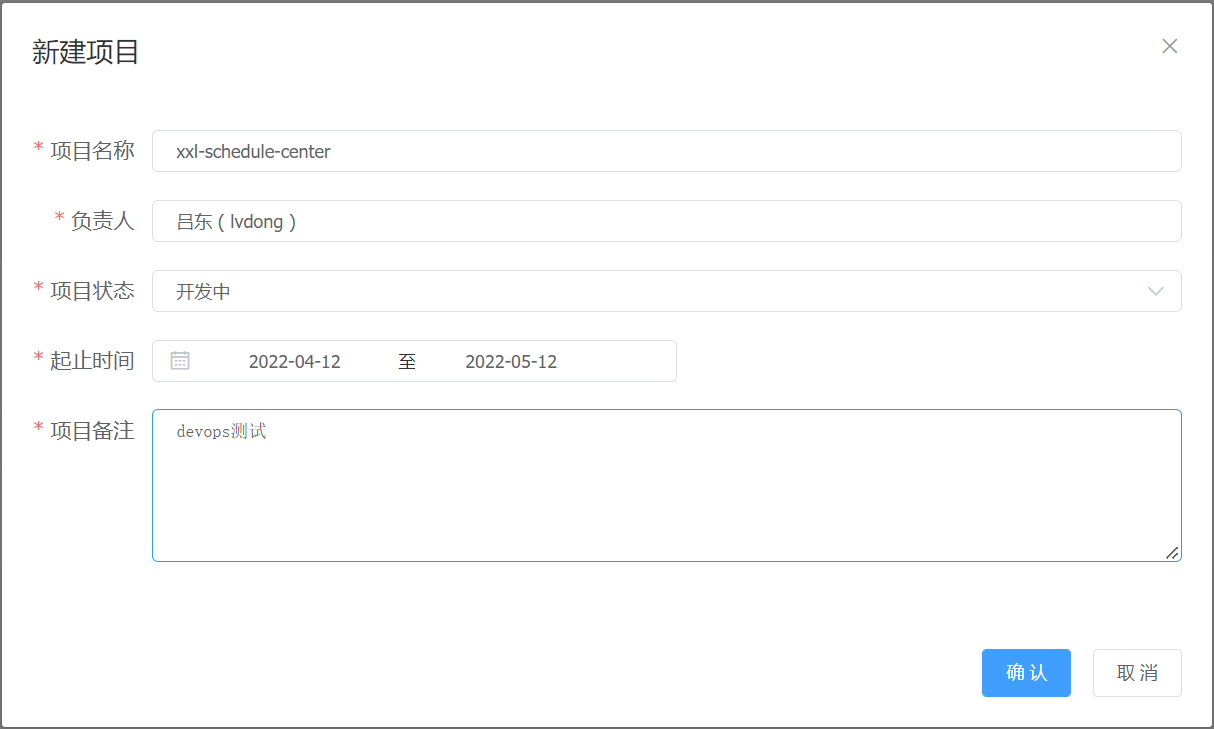 新建项目
* 项目名称 xxl-schedule-center
* 负责人 吕东 ( lvdong )
* 项目状态 开发中
* 起止时间 2022-04-12 至 2022-05-12
* 项目备注 devops测试
确认 取消